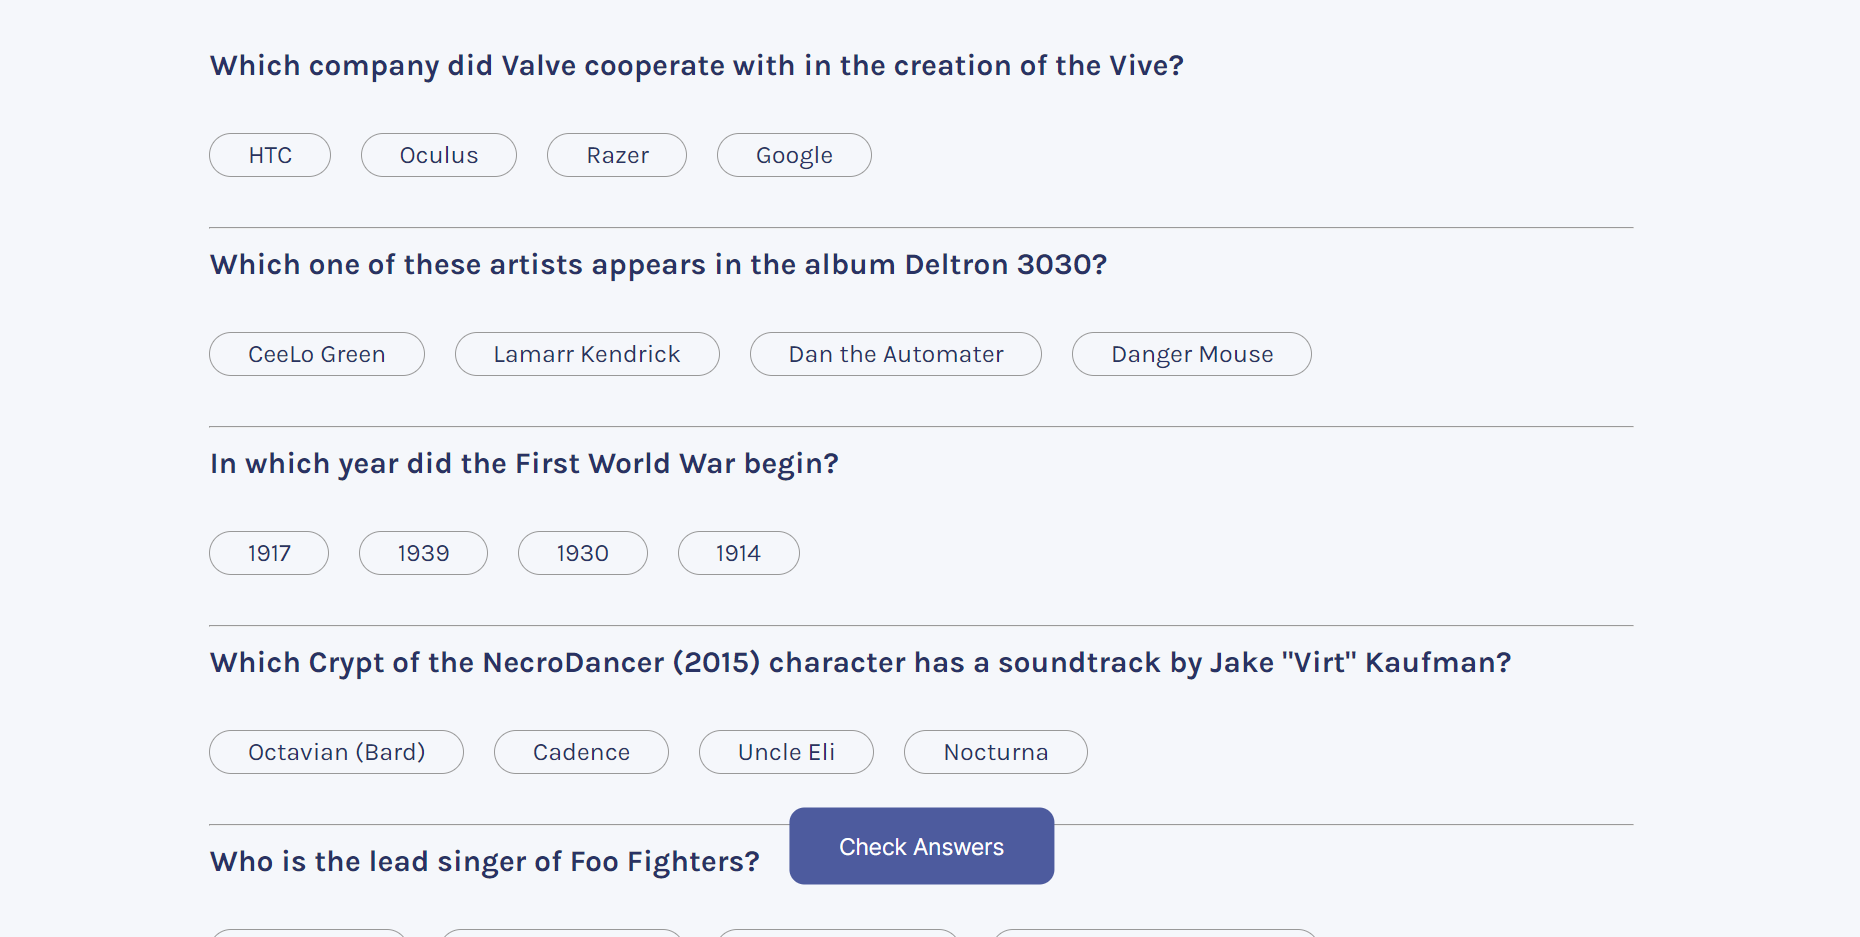 Which company did Valve cooperate with in the creation of the Vive?
HTC Oculus Razer Google
Which one of these artists appears in the album Deltron 3030?
CeeLo Green Lamarr Kendrick Dan the Automater Danger Mouse
In which year did the First World War begin?
1917 1939 1930 1914
Which Crypt of the NecroDancer (2015) character has a soundtrack by Jake "Virt" Kaufman?
Octavian (Bard) Cadence Uncle Eli Nocturna
Check Answers
Who is the lead singer of Foo Fighters?